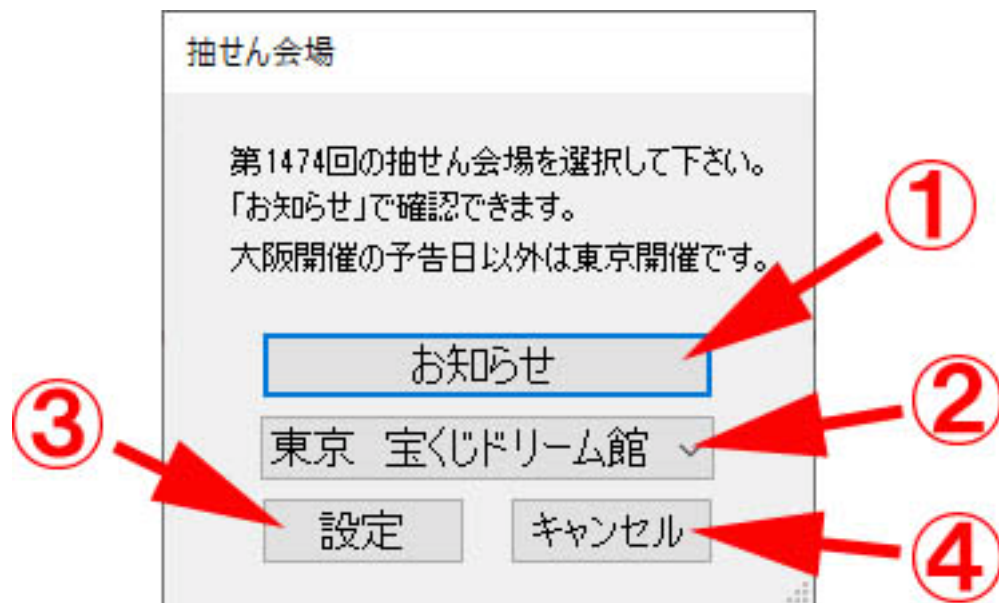 抽せん会場
第1474回の抽せん会場を選択して下さい。
「お知らせ」で確認できます。
大阪開催の予告日以外は東京開催です。
①
お知らせ
②
東京 宝くじドリーム館
③
設定
キャンセル
④